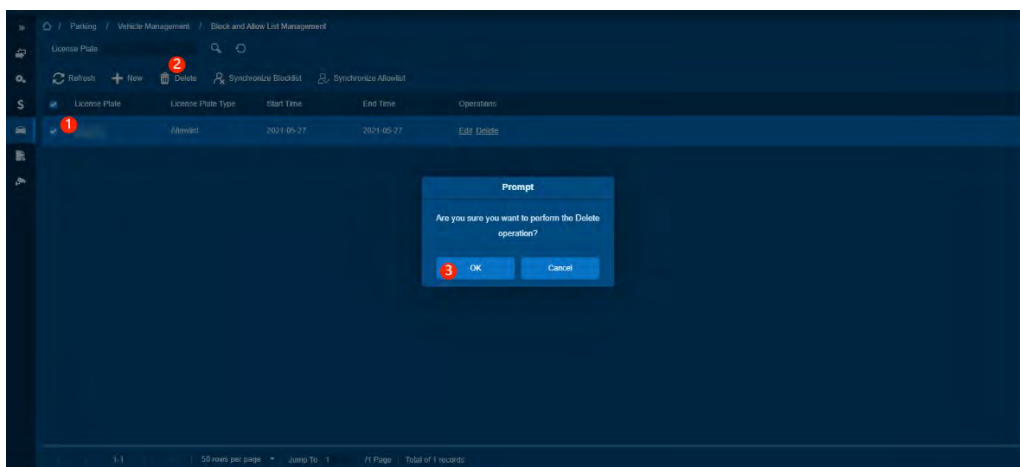 / Parking / Vehicle Management / Block and Allow List Management
License Plate
2
Refresh New Delete Synchronize Blocklist Synchronize Allowlist
$ License Plate License Plate Type Start Time End Time Operations
1 Allowlist 2021-05-27 2021-05-27 Edit Delete
Prompt
Are you sure you want to perform the Delete
operation?
3 OK Cancel
1-1 50 rows per page Jump To 1 /1 Page Total of 1 records